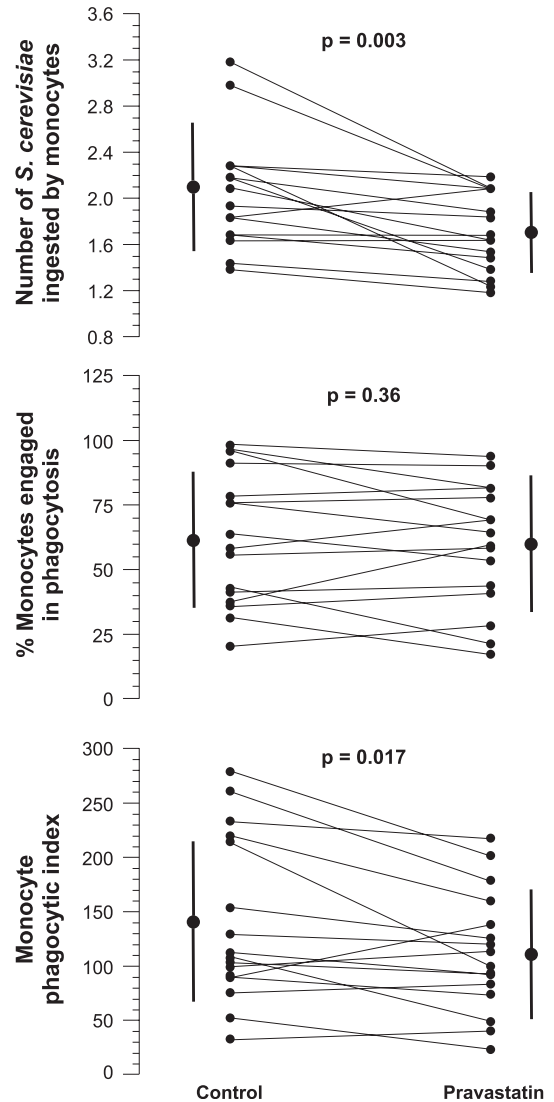 Number of S. cerevisiae
ingested by monocytes
3.6
3.2
2.8
2.4
2.0
1.6
1.2
0.8
p = 0.003
% Monocytes engaged
in phagocytosis
125
100
75
50
25
0
p = 0.36
Monocyte
phagocytic index
300
250
200
150
100
50
0
p = 0.017
Control
Pravastatin